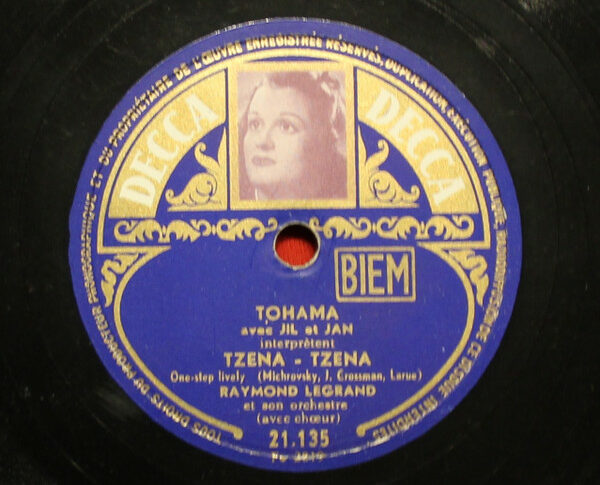 TOUS DROITS DU PRODUCTEUR PHONOGRAPHIQUE ET DU PROPRIÉTAIRE DE L'ŒUVRE ENREGISTRÉE RÉSERVÉS, DUPLICATION, EXÉCUTION PUBLIQUE, RADIODIFFUSION DE CE DISQUE INTERDITES
DECCA
DECCA
BIEM
TOHAMA
avec JIL et JAN
interprètent
TZENA - TZENA
One-step lively (Michrovsky, J. Grossman, Larue)
RAYMOND LEGRAND
et son orchestre
(avec chœur)
21.135